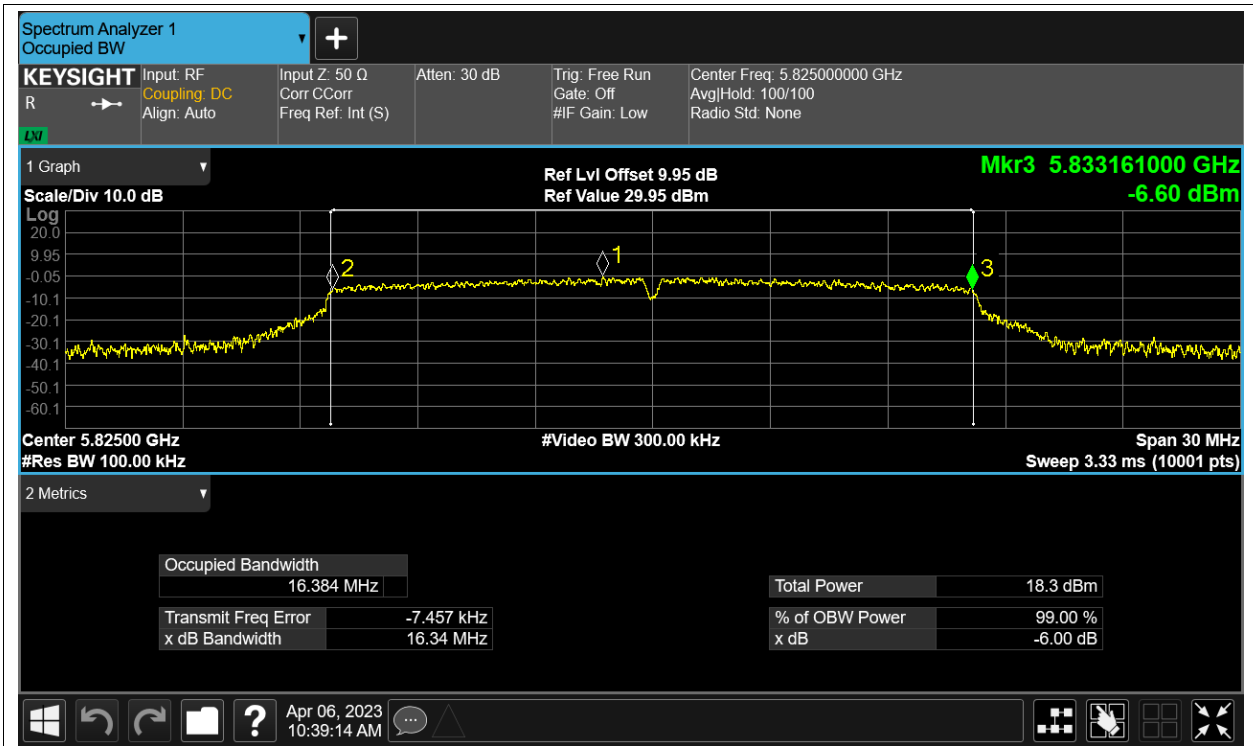 Spectrum Analyzer 1
Occupied BW
KEYSIGHT
R
LXI
Input: RF
Coupling: DC
Align: Auto
Input Z: 50 Ω
Corr CCorr
Freq Ref: Int (S)
Atten: 30 dB
Trig: Free Run
Gate: Off
#IF Gain: Low
Center Freq: 5.825000000 GHz
Avg|Hold: 100/100
Radio Std: None
1 Graph
Scale/Div 10.0 dB
Ref Lvl Offset 9.95 dB
Ref Value 29.95 dBm
Mkr3 5.833161000 GHz
-6.60 dBm
Log
20.0
9.95
-0.05
-10.1
-20.1
-30.1
-40.1
-50.1
-60.1
2
1
3
Center 5.82500 GHz
#Video BW 300.00 kHz
Span 30 MHz
#Res BW 100.00 kHz
Sweep 3.33 ms (10001 pts)
2 Metrics
Occupied Bandwidth
16.384 MHz
Total Power 18.3 dBm
Transmit Freq Error -7.457 kHz
% of OBW Power 99.00 %
x dB Bandwidth 16.34 MHz
x dB -6.00 dB
?
Apr 06, 2023
10:39:14 AM